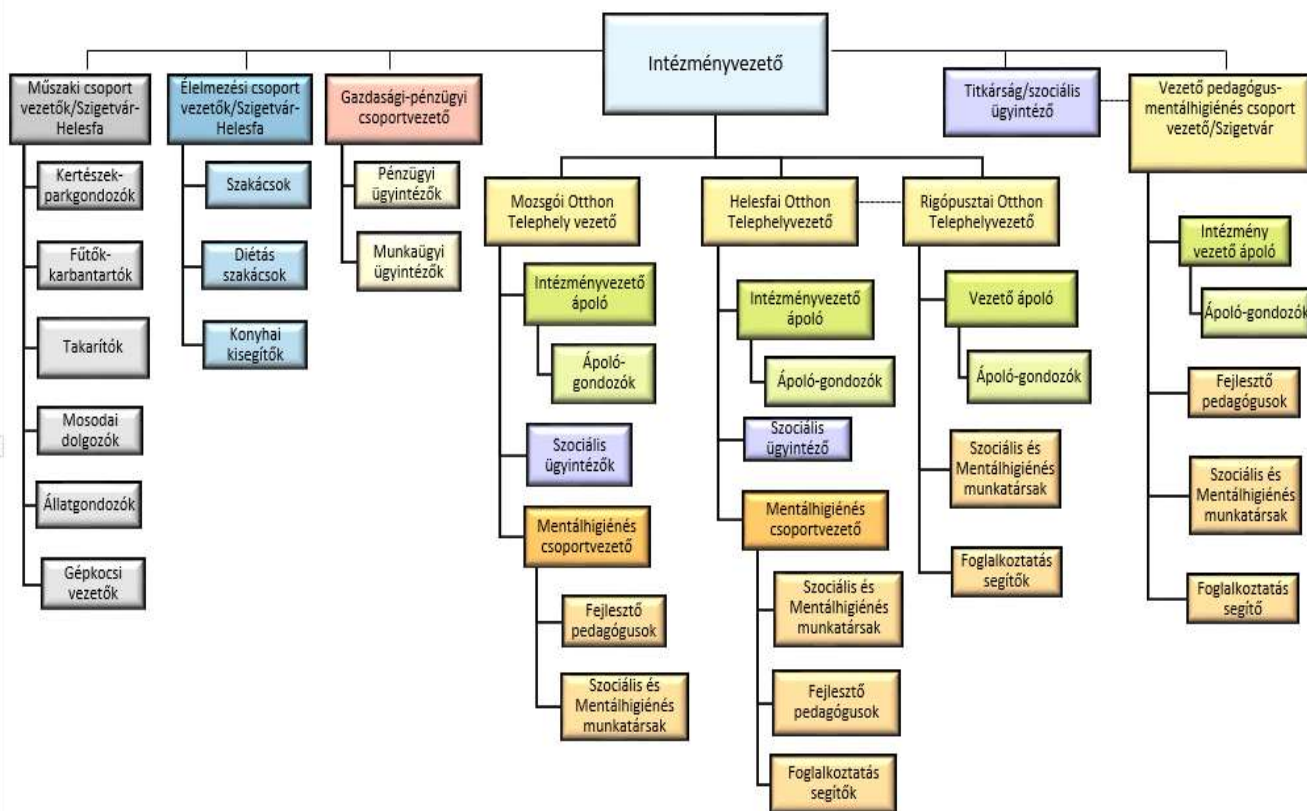 Intézményvezető
Műszaki csoport
vezetők/Szigetvár-
Helesfa
Kertészek-
parkgondozók
Fűtők-
karbantartók
Takarítók
Mosodai
dolgozók
Állatgondozók
Gépkocsi
vezetők
Élelmezési csoport
vezetők/Szigetvár-
Helesfa
Szakácsok
Diétás
szakácsok
Konyhai
kisegítők
Gazdasági-pénzügyi
csoportvezető
Pénzügyi
ügyintézők
Munkaügyi
ügyintézők
Mozsgói Otthon
Telephely vezető
Intézményvezető
ápoló
Ápoló-
gondozók
Szociális
ügyintézők
Mentálhigiénés
csoportvezető
Fejlesztő
pedagógusok
Szociális és
Mentálhigiénés
munkatársak
Helesfai Otthon
Telephelyvezető
Intézményvezető
ápoló
Ápoló-gondozók
Szociális
ügyintéző
Mentálhigiénés
csoportvezető
Szociális és
Mentálhigiénés
munkatársak
Fejlesztő
pedagógusok
Foglalkoztatás
segítők
Rigópusztai Otthon
Telephelyvezető
Vezető ápoló
Ápoló-gondozók
Szociális és
Mentálhigiénés
munkatársak
Foglalkoztatás
segítők
Titkárság/szociális
ügyintéző
Vezető pedagógus-
mentálhigiénés csoport
vezető/Szigetvár
Intézmény
vezető ápoló
Ápoló-gondozók
Fejlesztő
pedagógusok
Szociális és
Mentálhigiénés
munkatársak
Foglalkoztatás
segítő